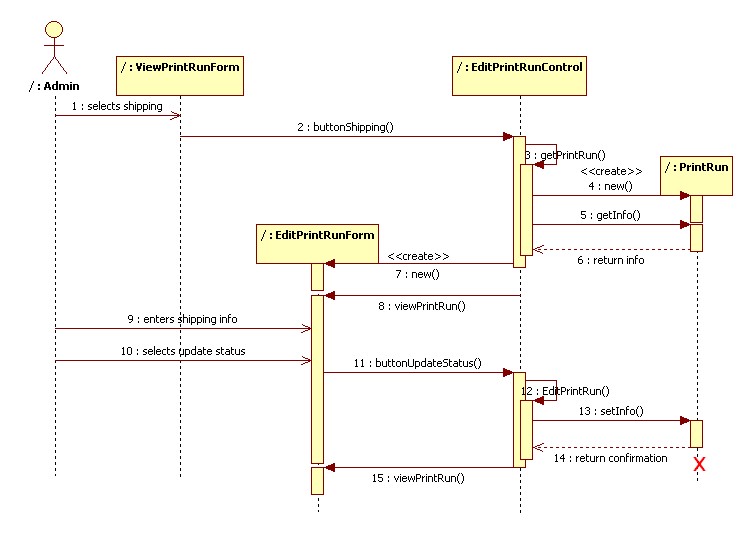 / : Admin
/ : ViewPrintRunForm
/ : EditPrintRunControl
1 : selects shipping
2 : buttonShipping()
3 : getPrintRun()
/ : PrintRun
<<create>>
4 : new()
5 : getInfo()
/ : EditPrintRunForm
6 : return info
<<create>>
7 : new()
8 : viewPrintRun()
9 : enters shipping info
10 : selects update status
11 : buttonUpdateStatus()
12 : EditPrintRun()
13 : setInfo()
14 : return confirmation
15 : viewPrintRun()
X